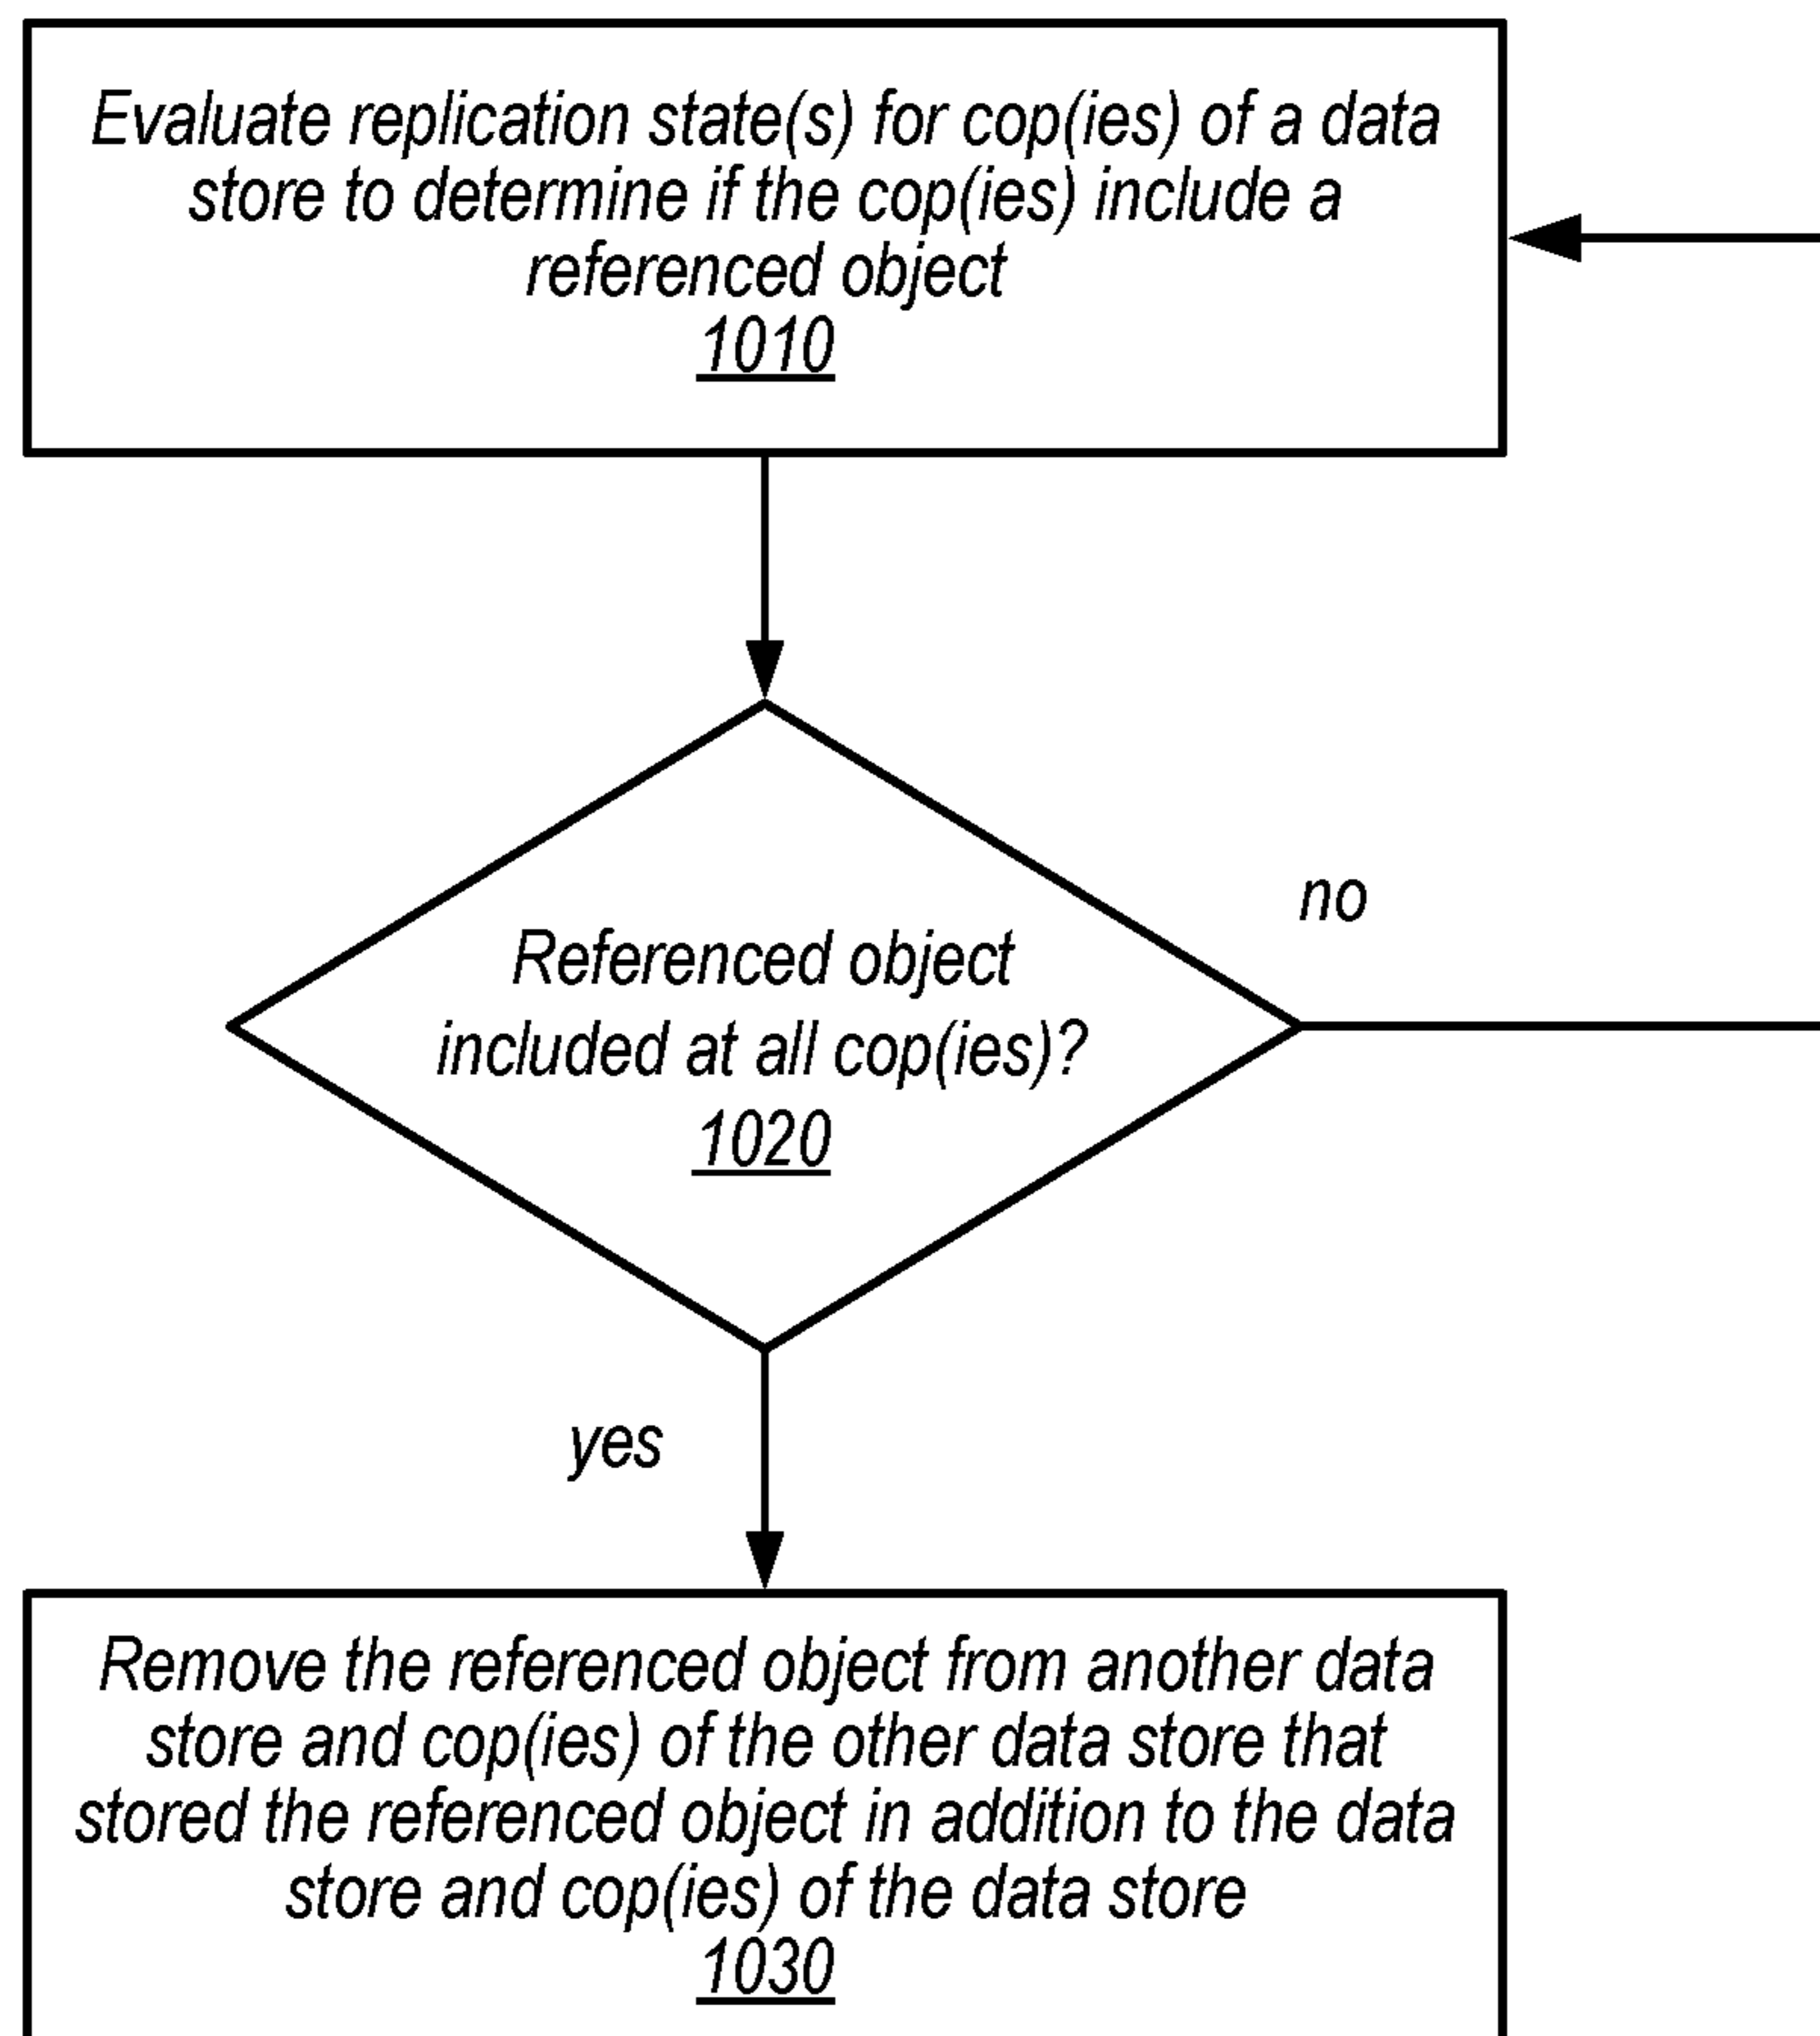 Evaluate replication state(s) for cop(ies) of a data
store to determine if the cop(ies) include a
referenced object
1010
no
Referenced object
included at all cop(ies)?
1020
yes
Remove the referenced object from another data
store and cop(ies) of the other data store that
stored the referenced object in addition to the data
store and cop(ies) of the data store
1030